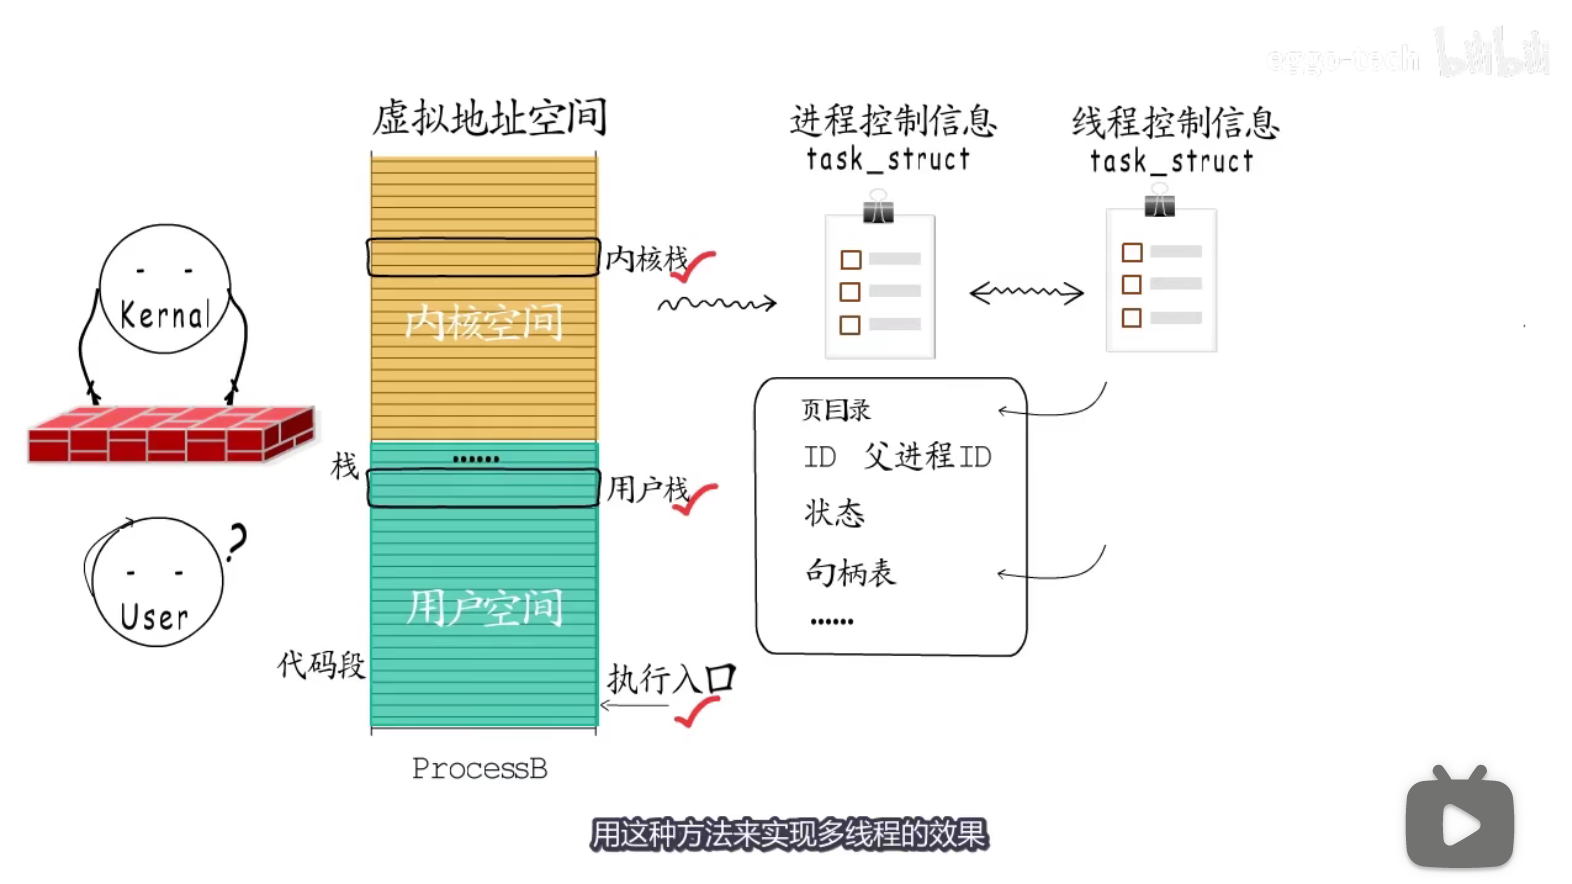 eggo-tech bilibili
虚拟地址空间
进程控制信息
task_struct
线程控制信息
task_struct
内核栈
Kernal
内核空间
页目录
ID 父进程ID
栈
......
用户栈
状态
?
句柄表
User
用户空间
......
代码段
执行入口
ProcessB
用这种方法来实现多线程的效果